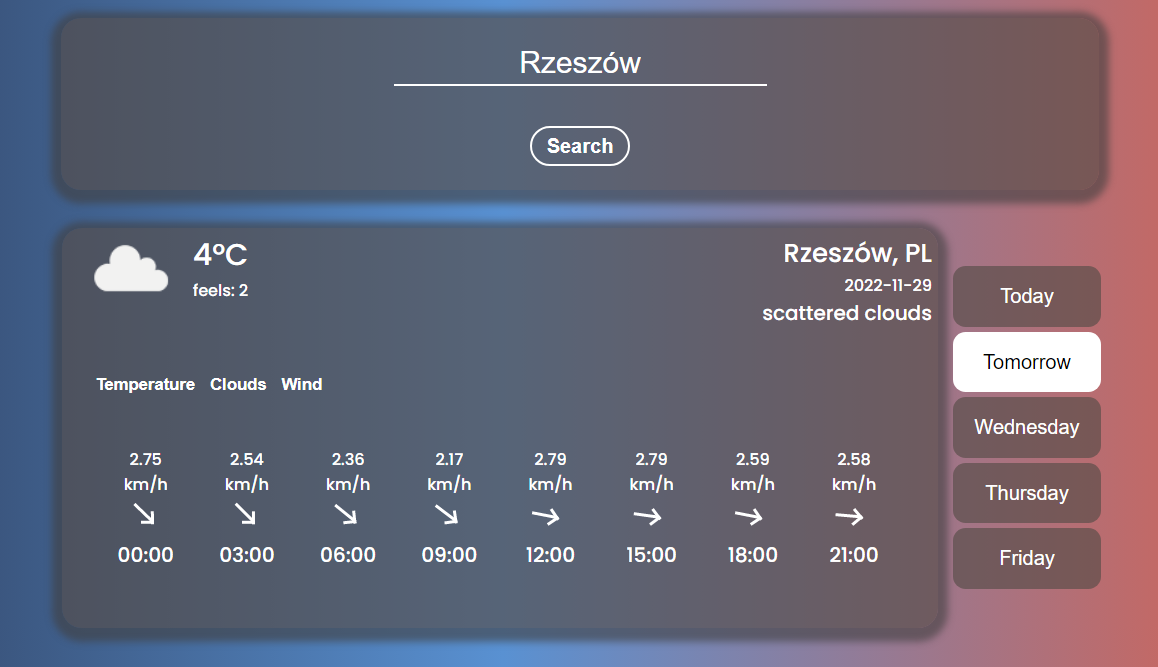 Rzeszów
Search
4°C
feels: 2
Rzeszów, PL
2022-11-29
scattered clouds
Temperature Clouds Wind
2.75 2.54 2.36 2.17 2.79 2.79 2.59 2.58
km/h km/h km/h km/h km/h km/h km/h km/h
00:00 03:00 06:00 09:00 12:00 15:00 18:00 21:00
Today
Tomorrow
Wednesday
Thursday
Friday